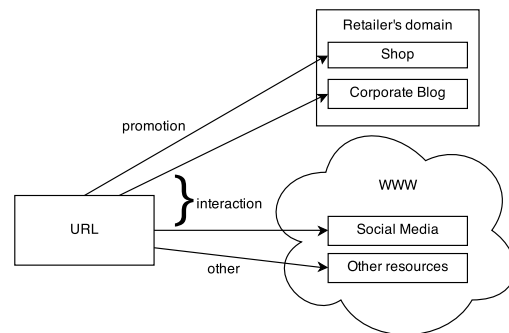 Retailer's domain
Shop
Corporate Blog
promotion
WWW
interaction
URL
Social Media
other
Other resources